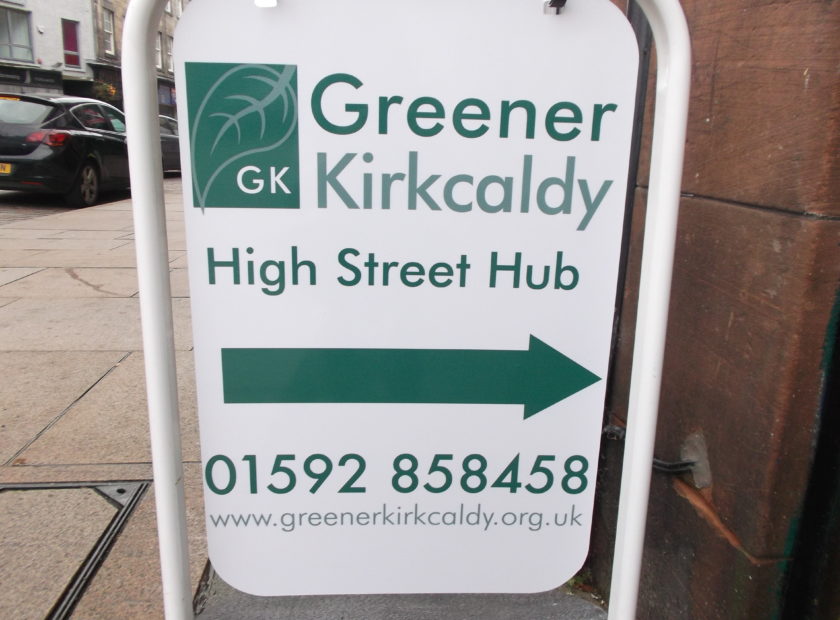 Greener
GK
Kirkcaldy
High Street Hub
01592 858458
www.greenerkirkcaldy.org.uk